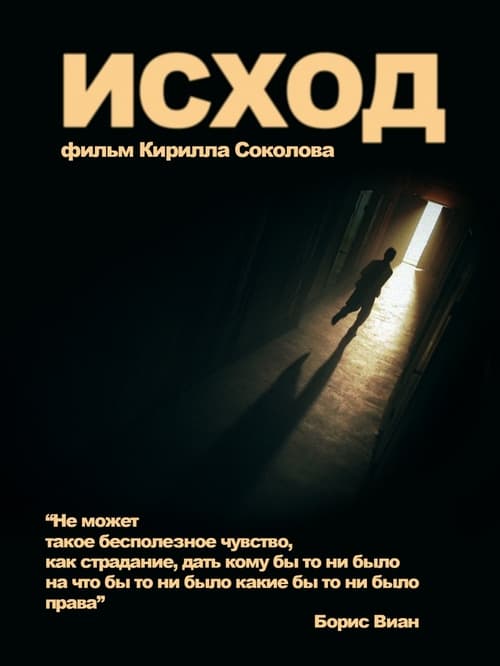 ИСХОД
фильм Кирилла Соколова
“Не может
такое бесполезное чувство,
как страдание, дать кому бы то ни было
на что бы то ни было какие бы то ни было
права”
Борис Виан